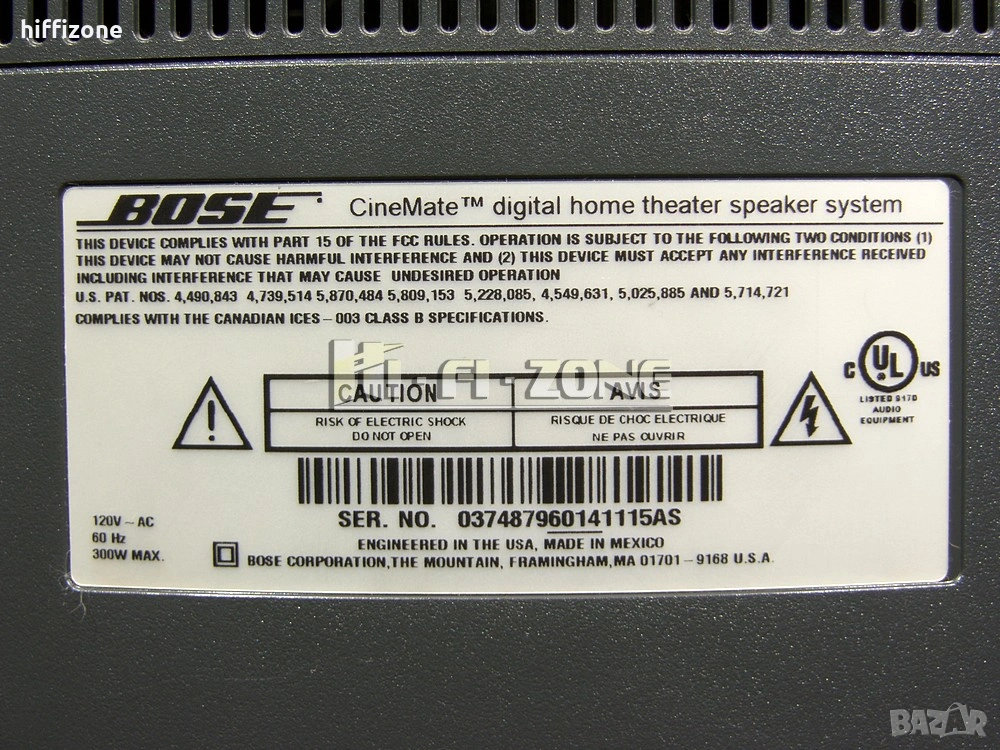 hiffizone
BOSE CineMate™ digital home theater speaker system
THIS DEVICE COMPLIES WITH PART 15 OF THE FCC RULES. OPERATION IS SUBJECT TO THE FOLLOWING TWO CONDITIONS (1)
THIS DEVICE MAY NOT CAUSE HARMFUL INTERFERENCE AND (2) THIS DEVICE MUST ACCEPT ANY INTERFERENCE RECEIVED
INCLUDING INTERFERENCE THAT MAY CAUSE UNDESIRED OPERATION
U.S. PAT. NOS. 4,490,843 4,739,514 5,870,484 5,809,153 5,228,085, 4,549,631, 5,025,885 AND 5,714,721
COMPLIES WITH THE CANADIAN ICES-003 CLASS B SPECIFICATIONS.
Hi-Fi-ZONE
CAUTION
RISK OF ELECTRIC SHOCK
DO NOT OPEN
AVIS
RISQUE DE CHOC ELECTRIQUE
NE PAS OUVRIR
C UL US
LISTED 917D
AUDIO
EQUIPMENT
SER. NO. 037487960141115AS
120V ~ AC
60 Hz
300W MAX.
ENGINEERED IN THE USA, MADE IN MEXICO
BOSE CORPORATION,THE MOUNTAIN, FRAMINGHAM,MA 01701-9168 U.S.A.
BAZAR